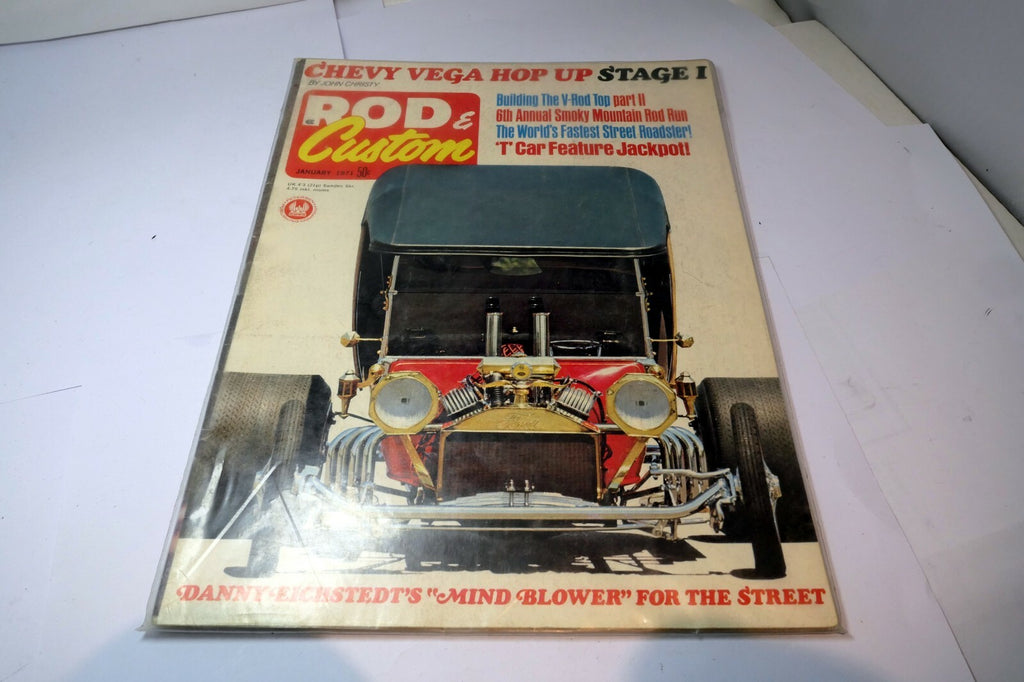 CHEVY VEGA HOP UP STAGE I
BY JOHN CHRISTY
ROD &
Custom
JANUARY 1971 50¢
Building The V-Rod Top part II
6th Annual Smoky Mountain Rod Run
The World's Fastest Street Roadster!
'T' Car Feature Jackpot!
Ford
DANNY EICHSTEDT'S "MIND BLOWER" FOR THE STREET